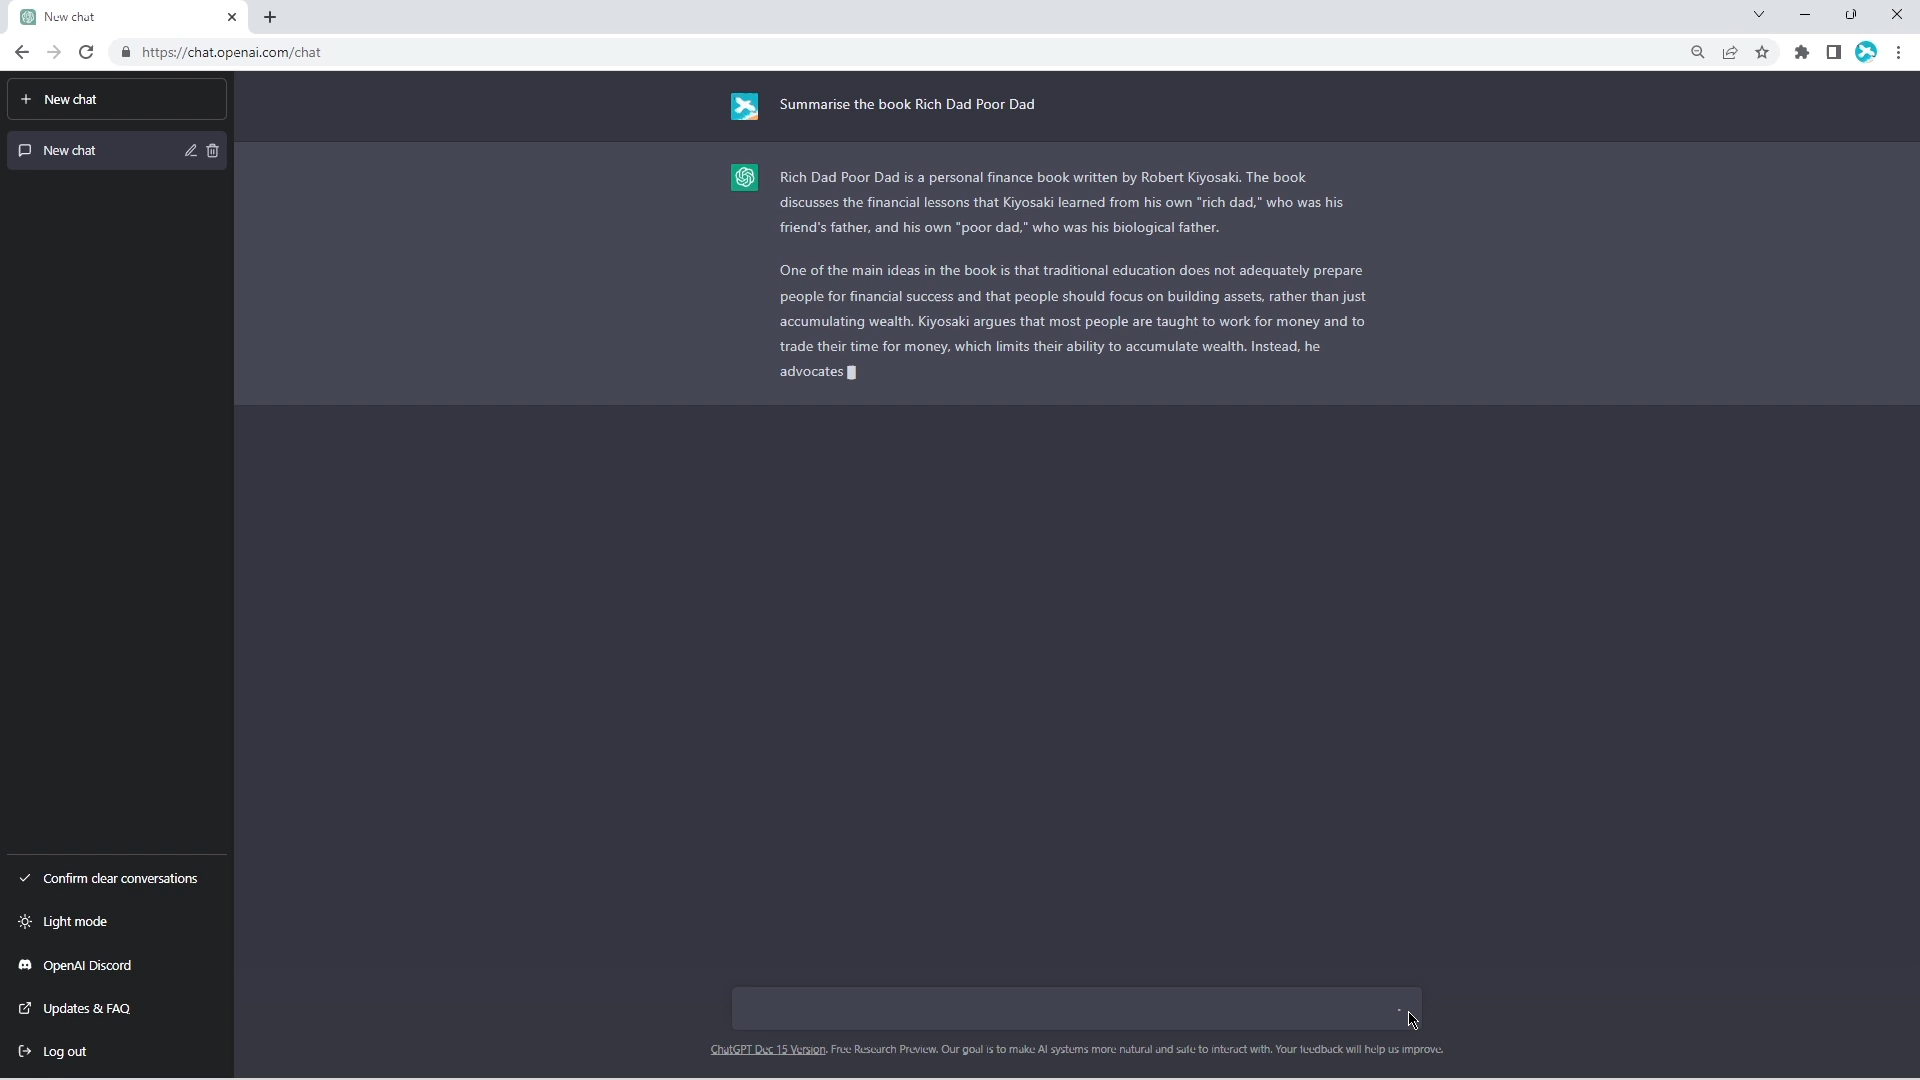 New chat
https://chat.openai.com/chat
New chat
New chat
Summarise the book Rich Dad Poor Dad
Rich Dad Poor Dad is a personal finance book written by Robert Kiyosaki. The book
discusses the financial lessons that Kiyosaki learned from his own "rich dad," who was his
friend's father, and his own "poor dad," who was his biological father.
One of the main ideas in the book is that traditional education does not adequately prepare
people for financial success and that people should focus on building assets, rather than just
accumulating wealth. Kiyosaki argues that most people are taught to work for money and to
trade their time for money, which limits their ability to accumulate wealth. Instead, he
advocates
Confirm clear conversations
Light mode
OpenAI Discord
Updates & FAQ
Log out
ChatGPT Dec 15 Version. Free Research Preview. Our goal is to make AI systems more natural and safe to interact with. Your feedback will help us improve.